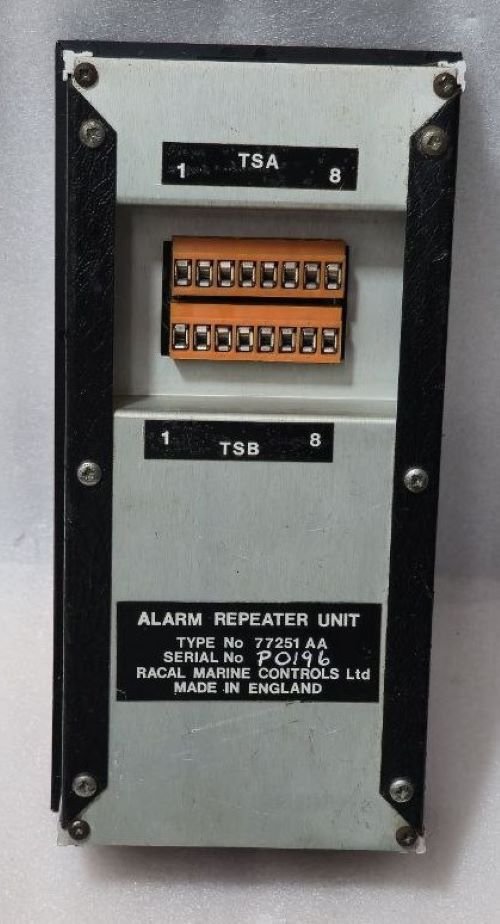 TSA
1 8
1 8
TSB
ALARM REPEATER UNIT
TYPE No 77251 AA
SERIAL No PO196
RACAL MARINE CONTROLS Ltd
MADE IN ENGLAND